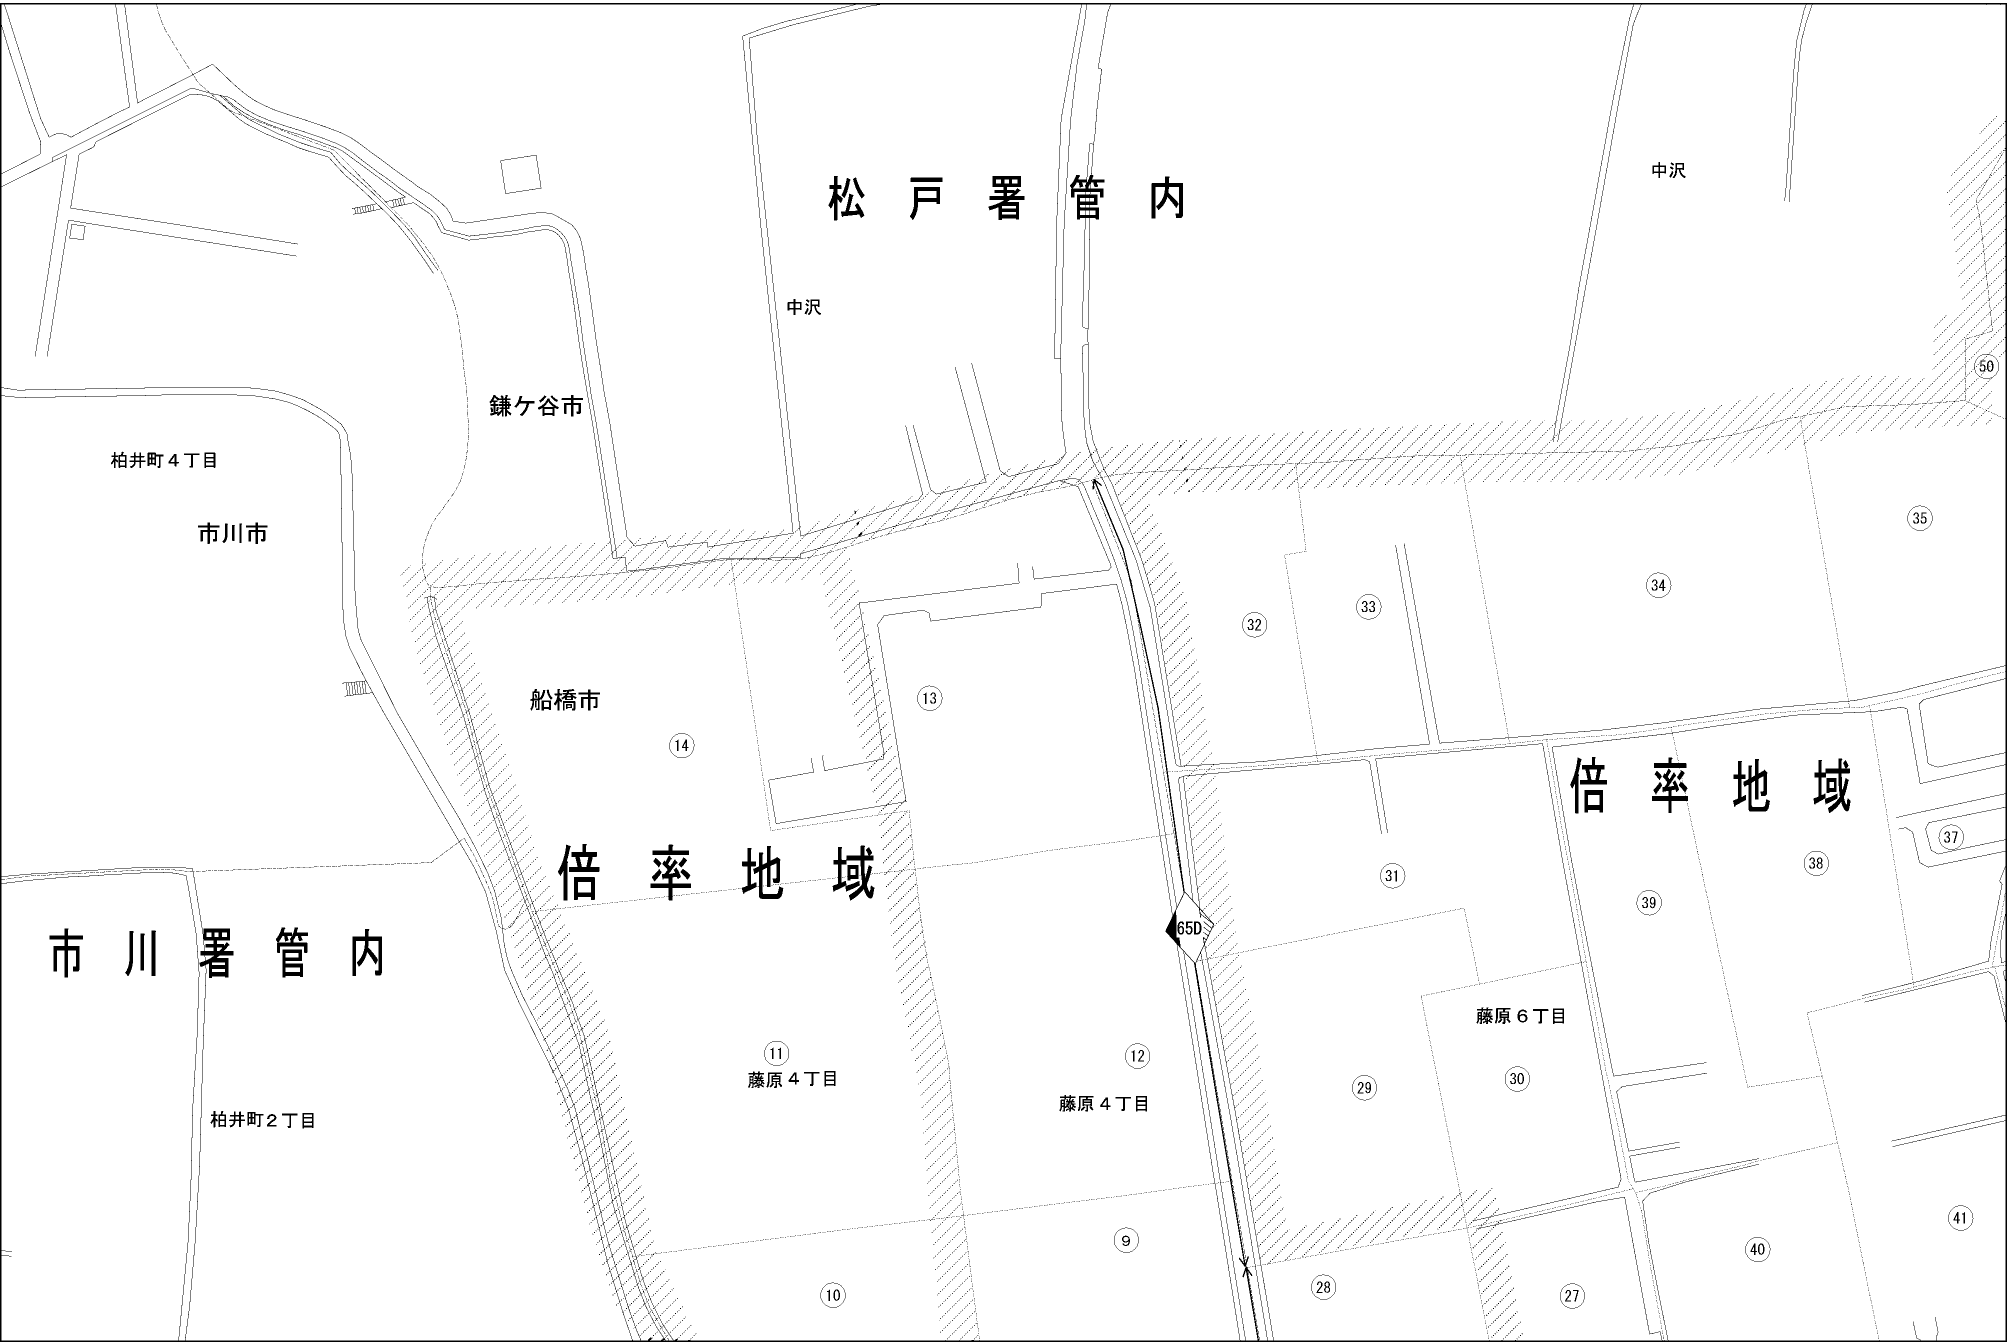 松戸署管内
中沢
中沢
50
鎌ケ谷市
柏井町４丁目
市川市
35
34
33
32
船橋市
13
14
倍率地域
倍率地域
37
38
31
39
65D
市川署管内
藤原６丁目
11
12
藤原４丁目
29
30
藤原４丁目
柏井町２丁目
41
9
40
28
10
27